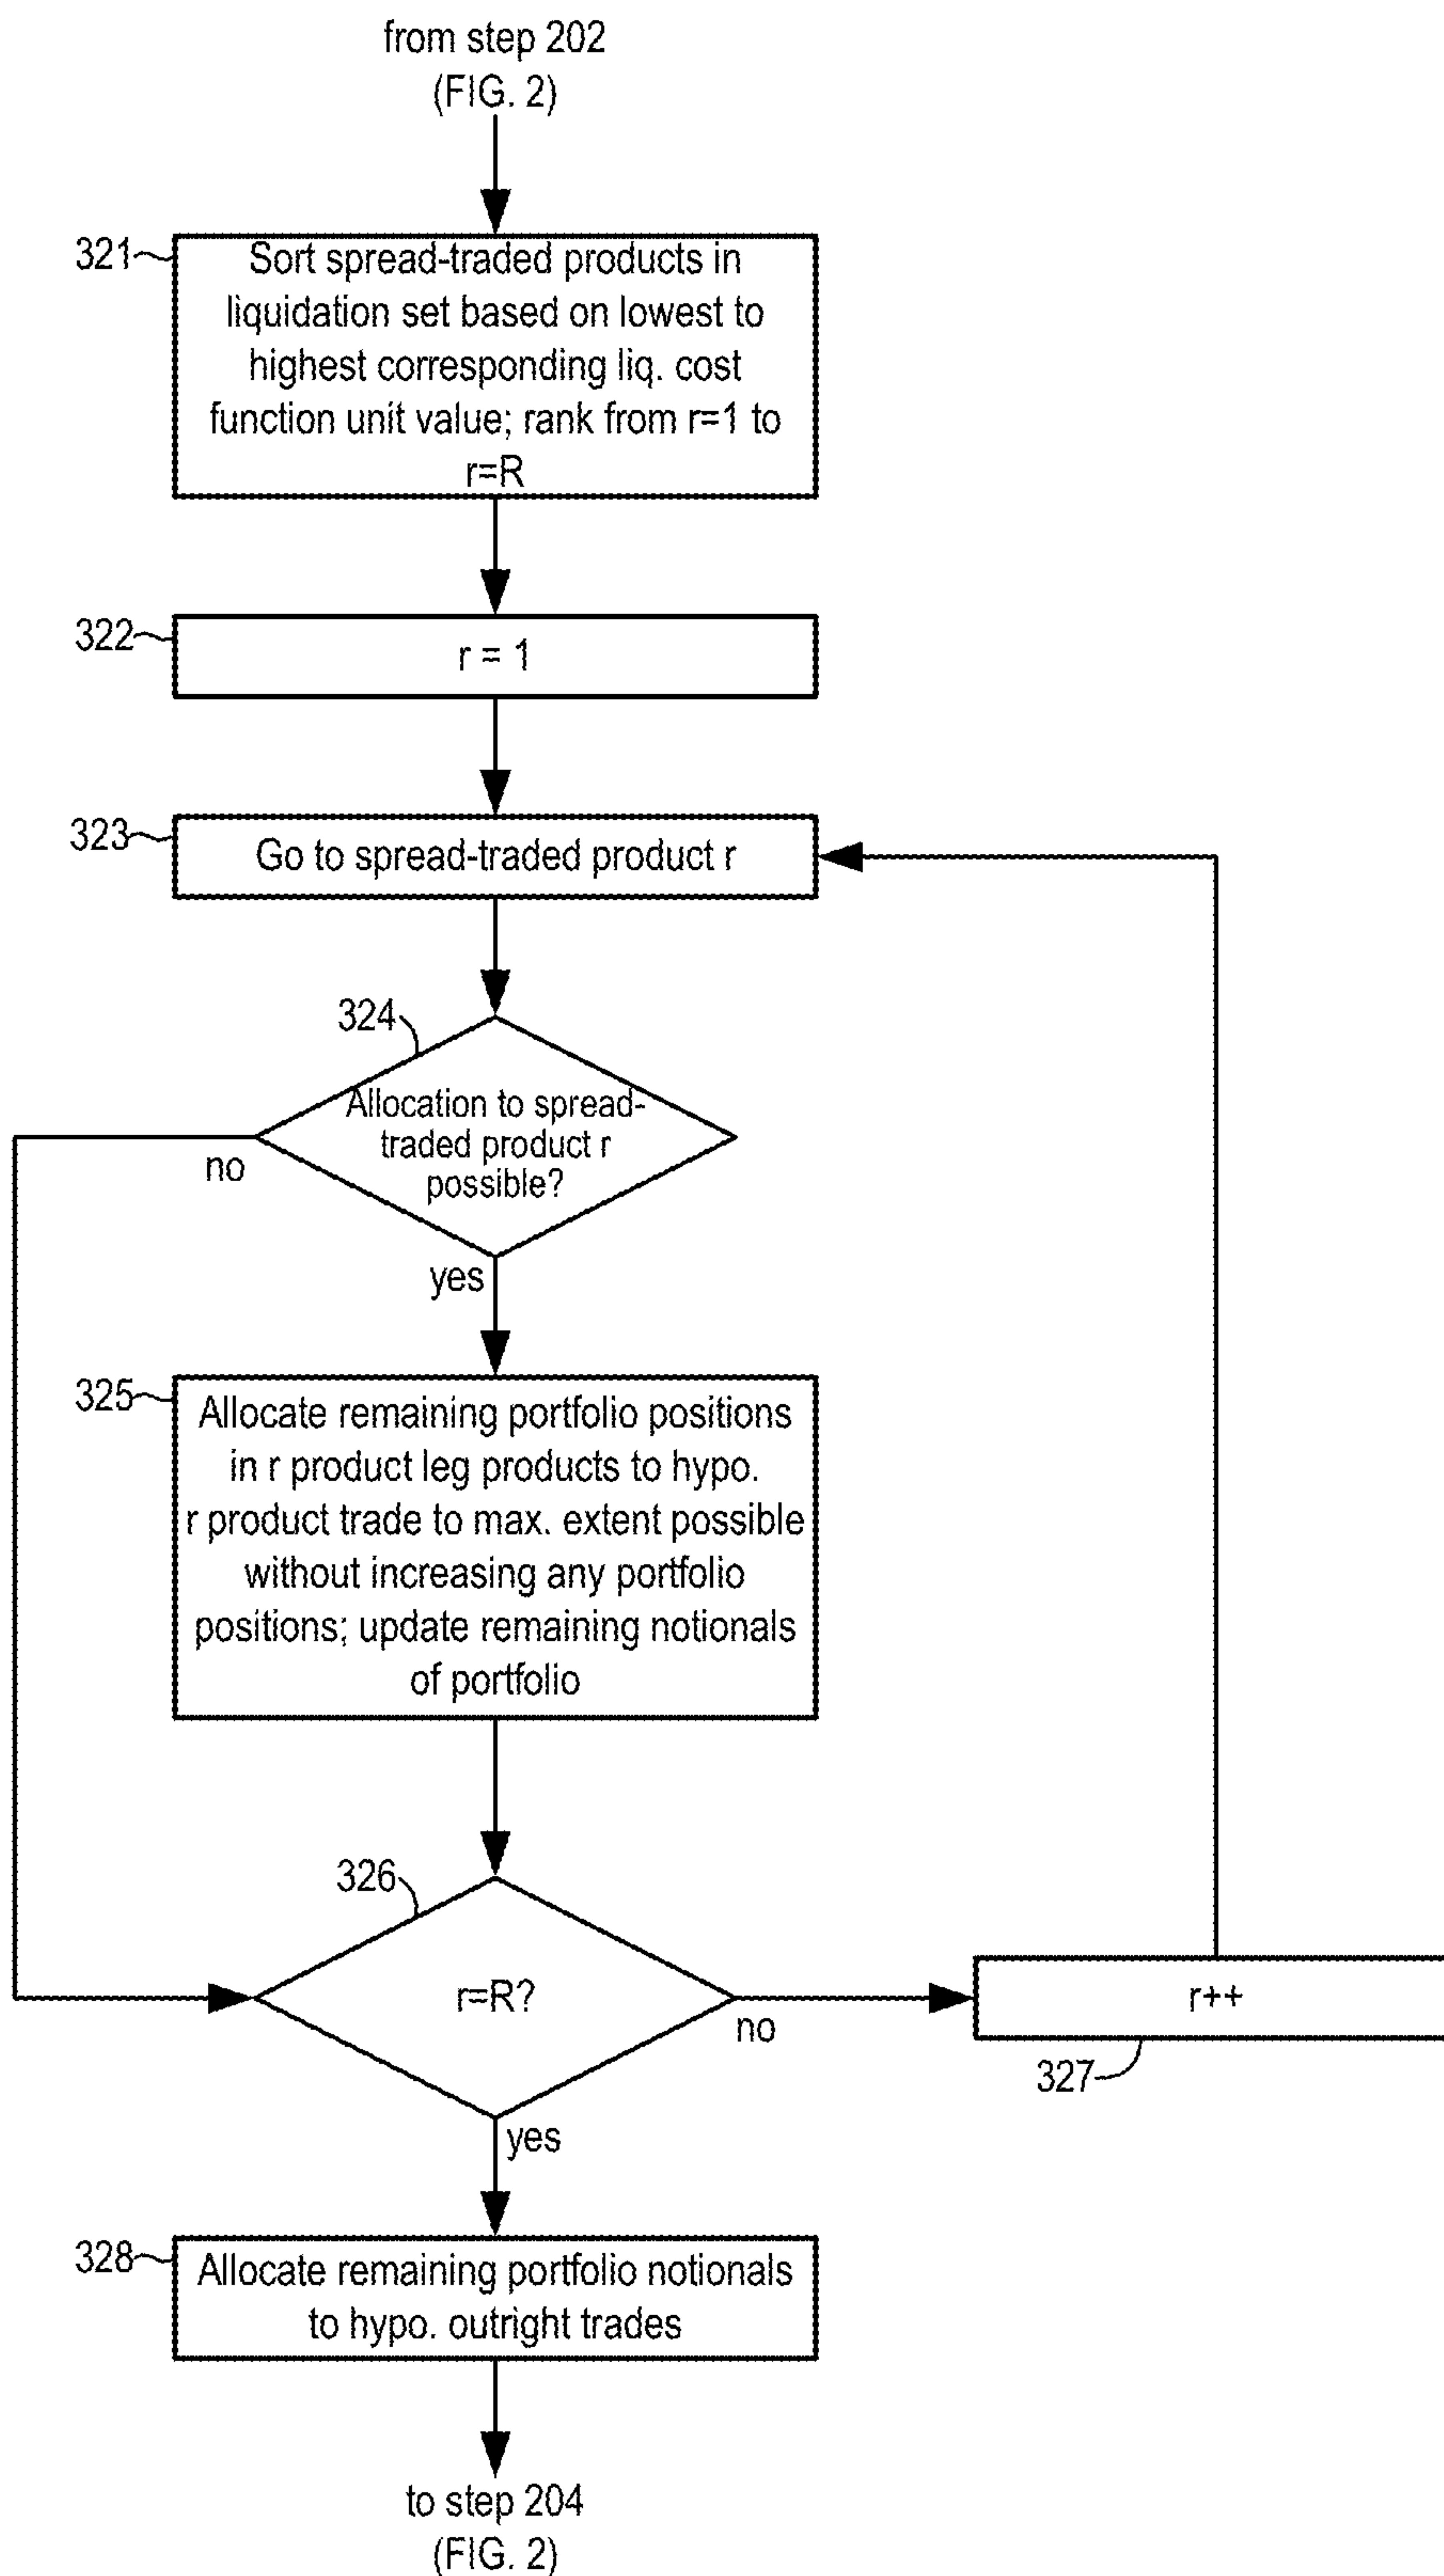 from step 202
(FIG. 2)
321
Sort spread-traded products in
liquidation set based on lowest to
highest corresponding liq. cost
function unit value; rank from r=1 to
r=R
322
r = 1
323
Go to spread-traded product r
324
Allocation to spread-
traded product r
possible?
no
yes
325
Allocate remaining portfolio positions
in r product leg products to hypo.
r product trade to max. extent possible
without increasing any portfolio
positions; update remaining notionals
of portfolio
326
r=R?
no
r++
327
yes
328
Allocate remaining portfolio notionals
to hypo. outright trades
to step 204
(FIG. 2)